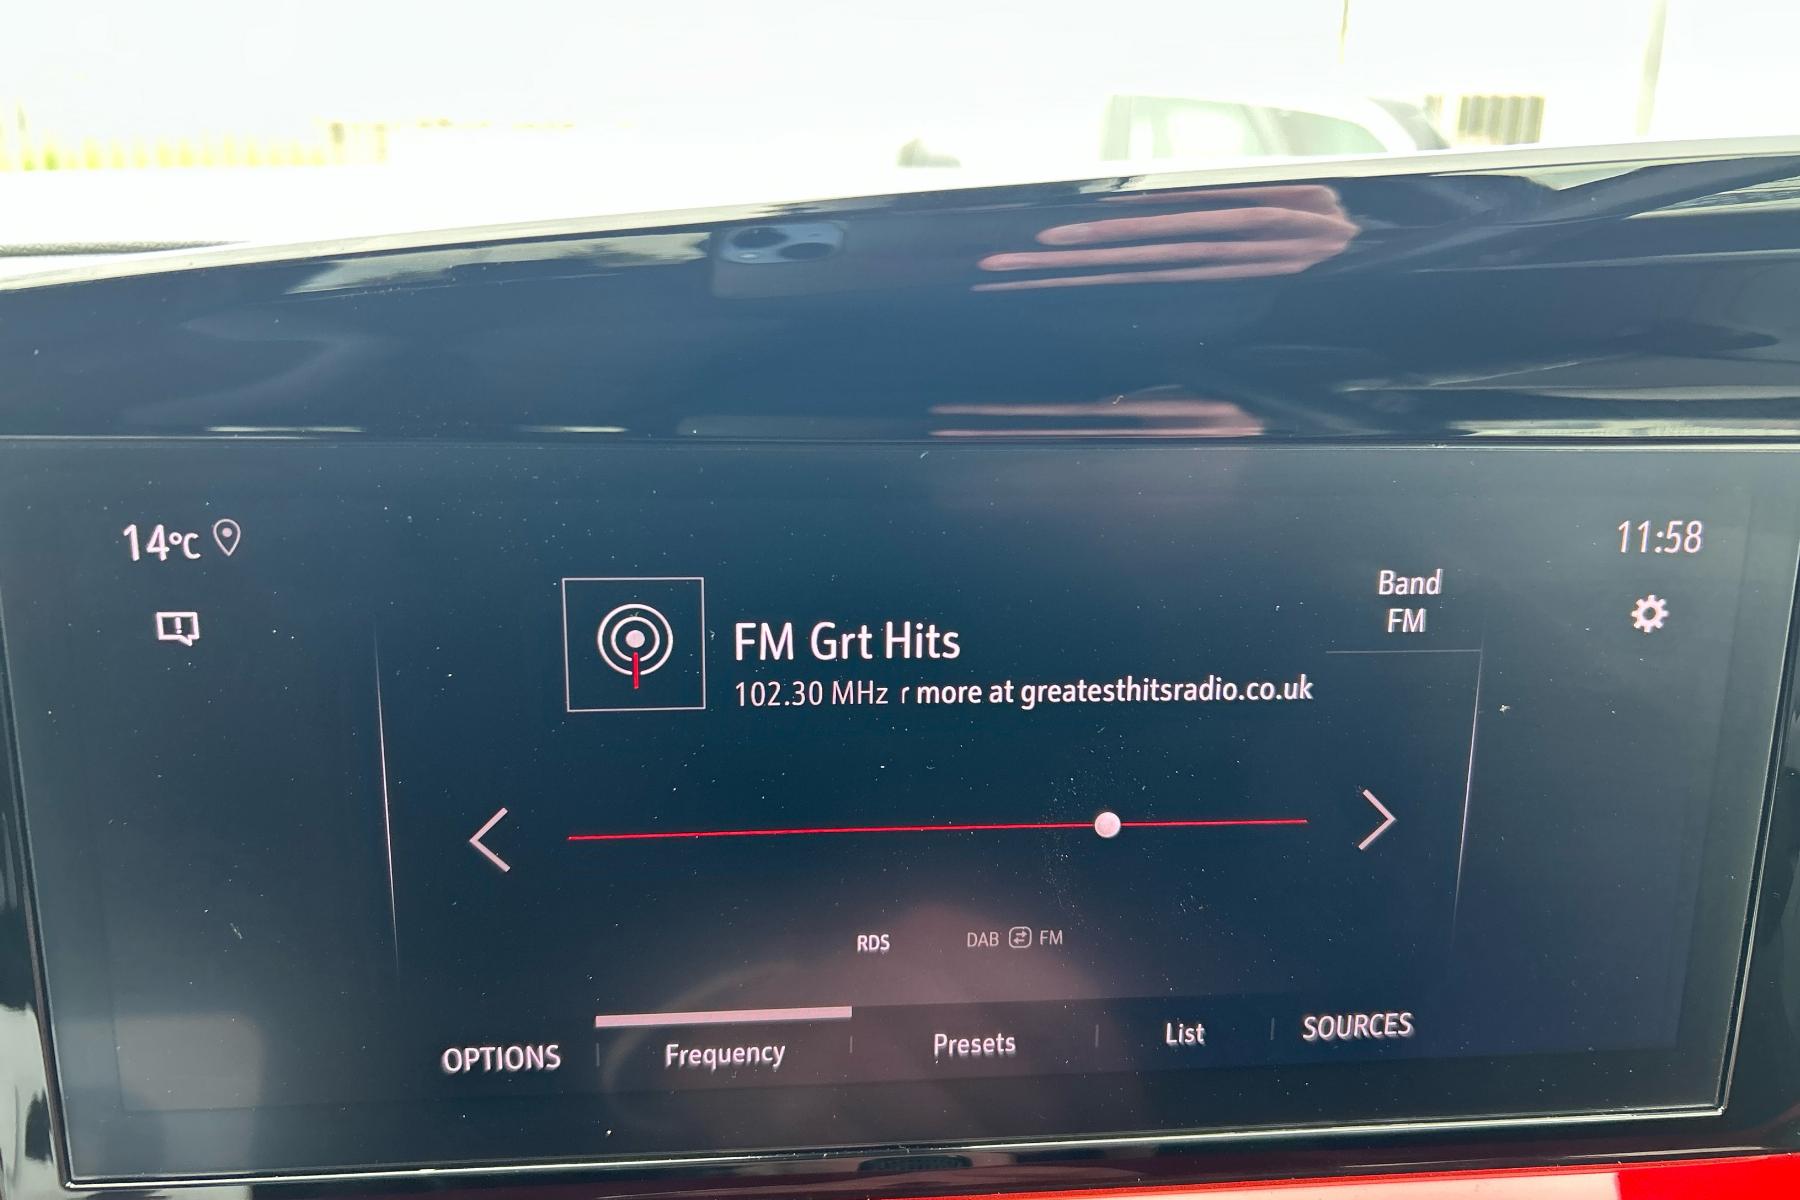 14°C
11:58
Band
FM
FM Grt Hits
102.30 MHz r more at greatesthitsradio.co.uk
RDS
DAB FM
OPTIONS
Frequency
Presets
List
SOURCES